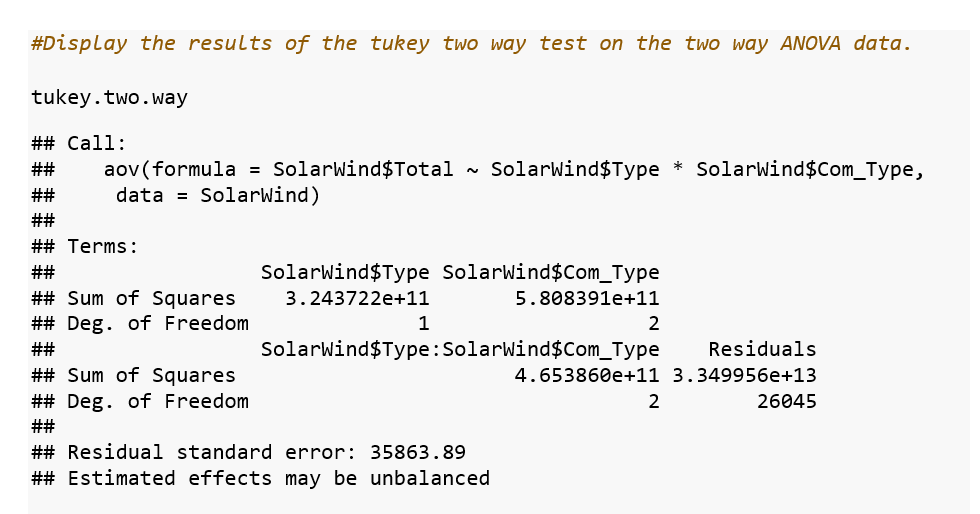 #Display the results of the tukey two way test on the two way ANOVA data.
tukey.two.way
## Call:
##    aov(formula = SolarWind$Total ~ SolarWind$Type * SolarWind$Com_Type,
##     data = SolarWind)
##
## Terms:
##                 SolarWind$Type SolarWind$Com_Type
## Sum of Squares    3.243722e+11       5.808391e+11
## Deg. of Freedom              1                  2
##                 SolarWind$Type:SolarWind$Com_Type    Residuals
## Sum of Squares                       4.653860e+11 3.349956e+13
## Deg. of Freedom                                 2        26045
##
## Residual standard error: 35863.89
## Estimated effects may be unbalanced